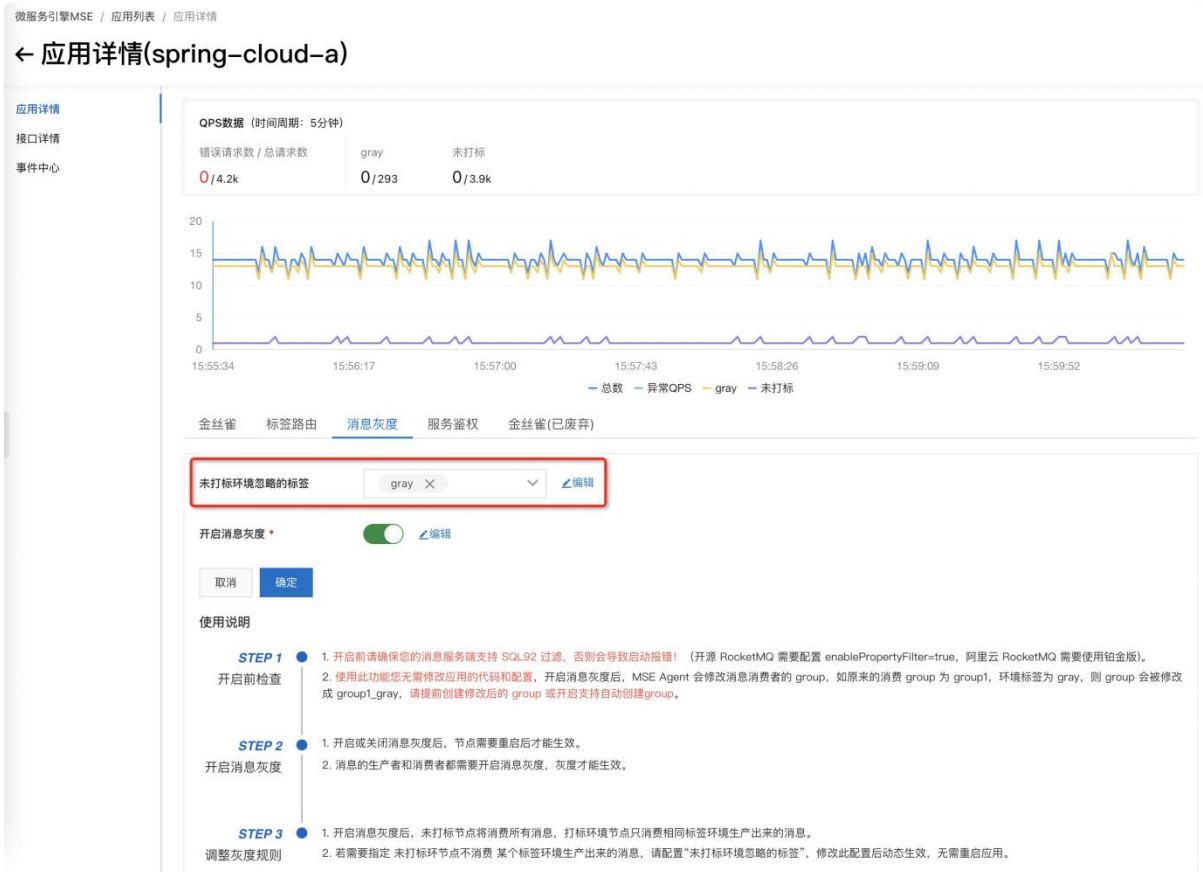 微服务引擎MSE / 应用列表 / 应用详情
← 应用详情(spring-cloud-a)
应用详情
接口详情
事件中心
QPS数据（时间周期：5分钟）
错误请求数 / 总请求数 gray 未打标
0/4.2k 0/293 0/3.9k
20
15
10
5
0
15:55:34 15:56:17 15:57:00 15:57:43 15:58:26 15:59:09 15:59:52
总数 异常QPS gray 未打标
金丝雀 标签路由 消息灰度 服务鉴权 金丝雀(已废弃)
未打标环境忽略的标签 gray × 编辑
开启消息灰度 * 编辑
取消 确定
使用说明
STEP 1
开启前检查
1. 开启前请确保您的消息服务端支持 SQL92 过滤，否则会导致启动报错！（开源 RocketMQ 需要配置 enablePropertyFilter=true，阿里云 RocketMQ 需要使用铂金版）。
2. 使用此功能您无需修改应用的代码和配置，开启消息灰度后，MSE Agent 会修改消息消费者的 group，如原来的消费 group 为 group1，环境标签为 gray，则 group 会被修改
成 group1_gray，请提前创建修改后的 group 或开启支持自动创建group。
STEP 2
开启消息灰度
1. 开启或关闭消息灰度后，节点需要重启后才能生效。
2. 消息的生产者和消费者都需要开启消息灰度，灰度才能生效。
STEP 3
调整灰度规则
1. 开启消息灰度后，未打标节点将消费所有消息，打标环境节点只消费相同标签环境生产出来的消息。
2. 若需要指定 未打标环节点不消费 某个标签环境生产出来的消息，请配置“未打标环境忽略的标签”，修改此配置后动态生效，无需重启应用。